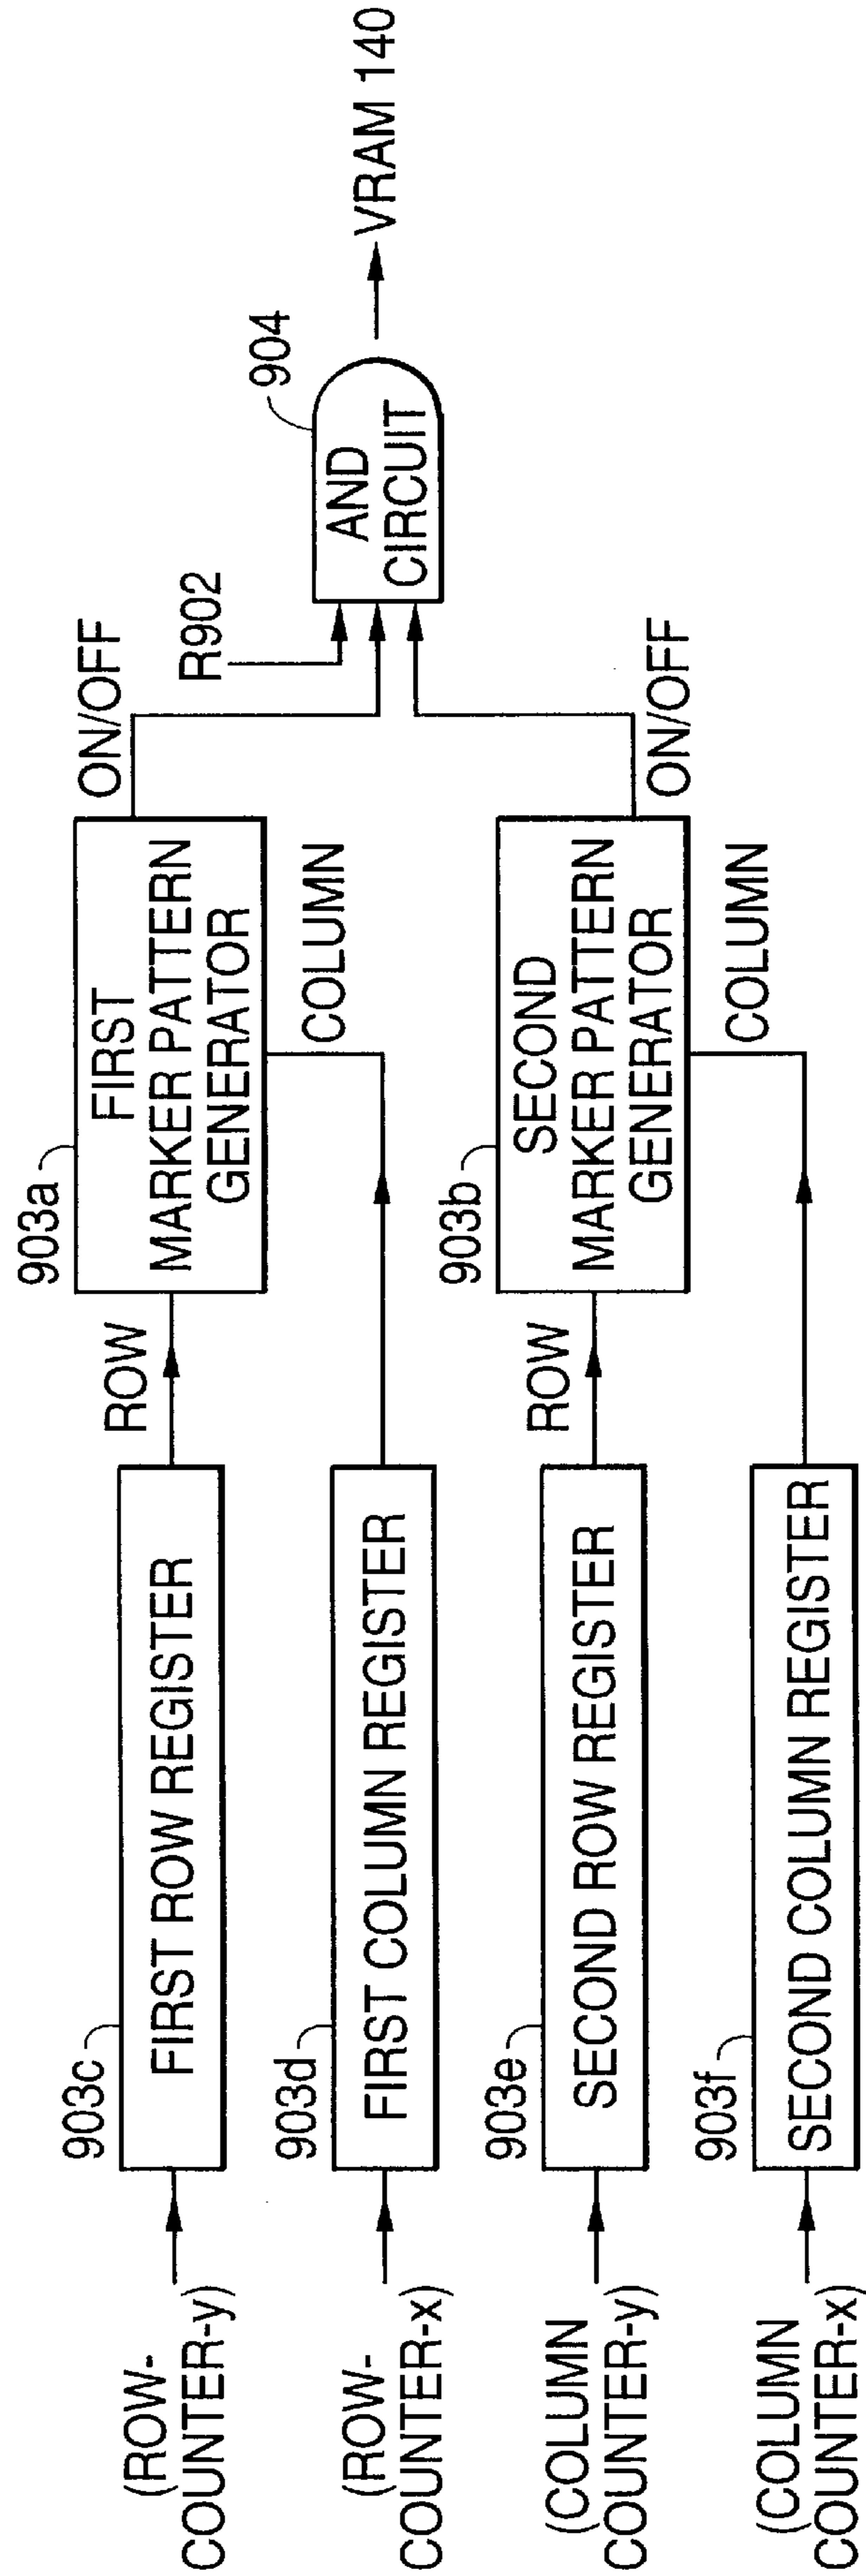 (ROW-
COUNTER-y)
903c
FIRST ROW REGISTER
ROW
903a
FIRST
MARKER PATTERN
GENERATOR
ON/OFF
(ROW-
COUNTER-x)
903d
FIRST COLUMN REGISTER
COLUMN
R902
904
AND
CIRCUIT
VRAM 140
(COLUMN
COUNTER-y)
903e
SECOND ROW REGISTER
ROW
903b
SECOND
MARKER PATTERN
GENERATOR
ON/OFF
(COLUMN
COUNTER-x)
903f
SECOND COLUMN REGISTER
COLUMN